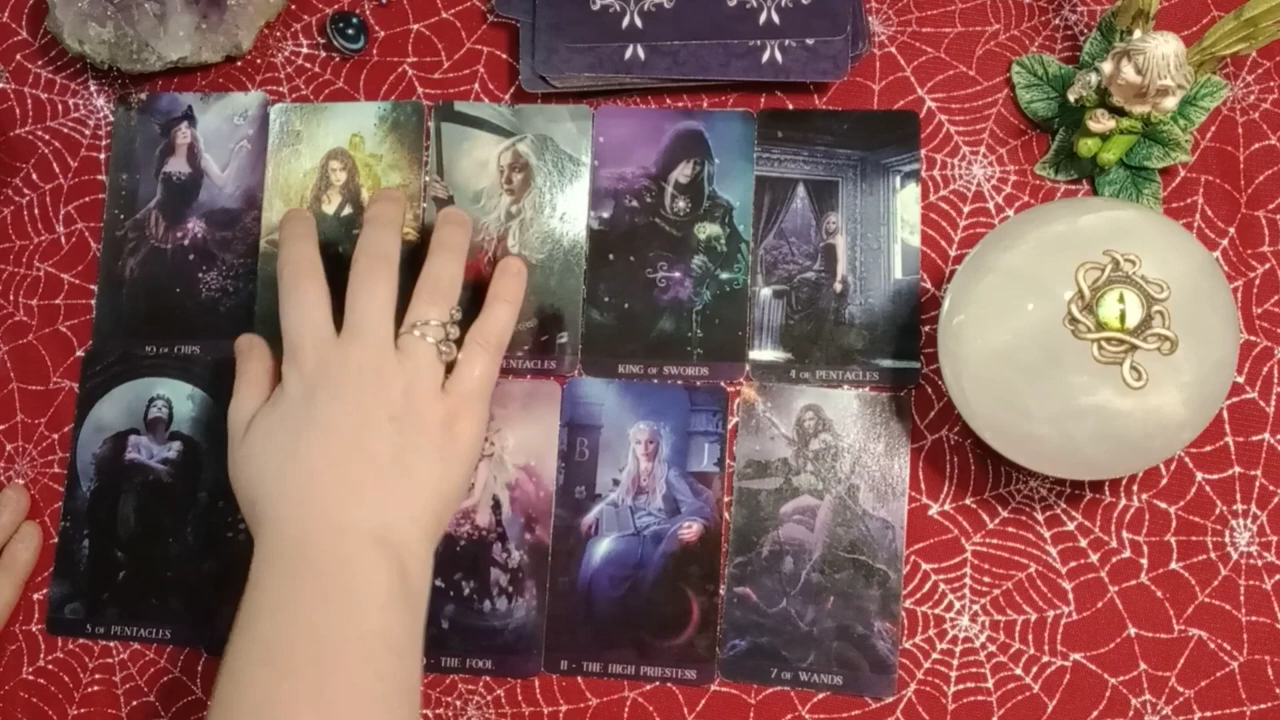 10 OF CUPS
ENTACLES
KING OF SWORDS
4 OF PENTACLES
B J
5 OF PENTACLES
- THE FOOL
II - THE HIGH PRIESTESS
7 OF WANDS